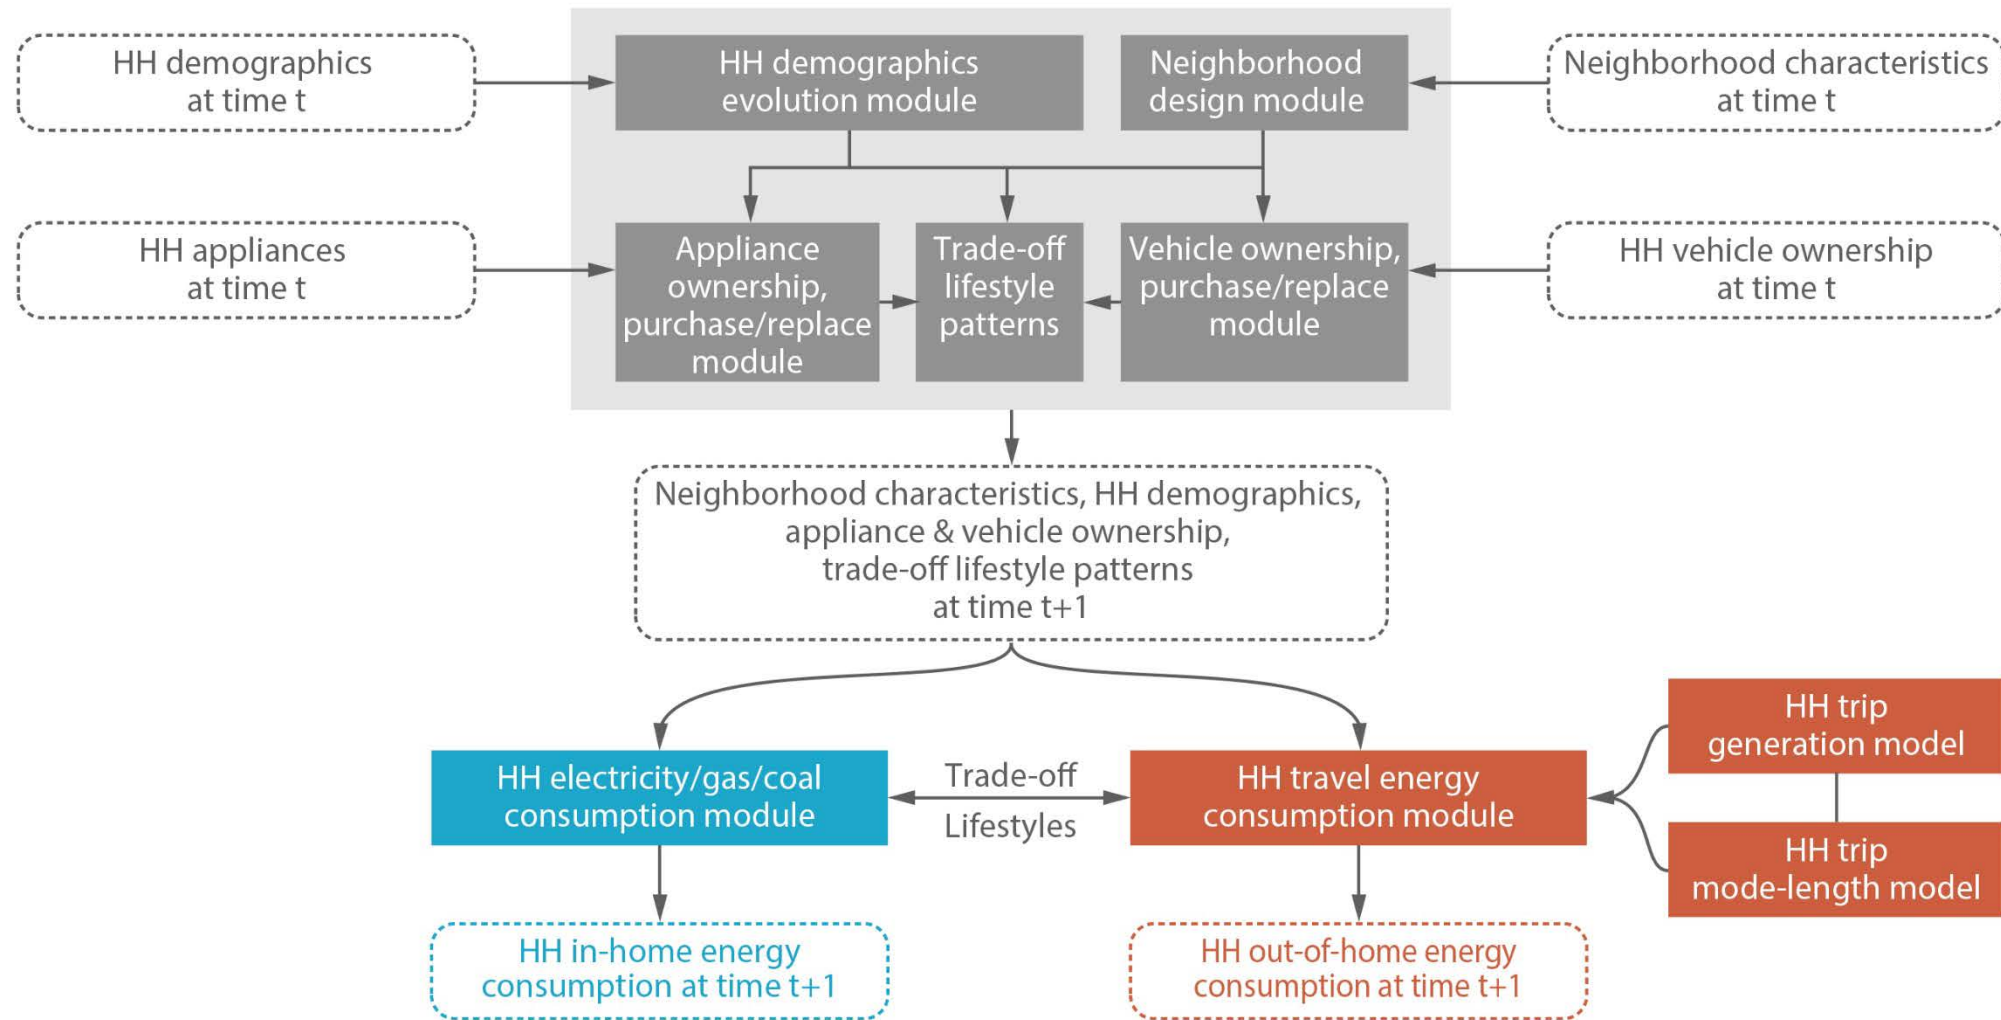 HH demographics
at time t
HH demographics
evolution module
Neighborhood
design module
Neighborhood characteristics
at time t
HH appliances
at time t
Appliance
ownership,
purchase/replace
module
Trade-off
lifestyle
patterns
Vehicle ownership,
purchase/replace
module
HH vehicle ownership
at time t
Neighborhood characteristics, HH demographics,
appliance & vehicle ownership,
trade-off lifestyle patterns
at time t+1
HH electricity/gas/coal
consumption module
Trade-off
Lifestyles
HH travel energy
consumption module
HH trip
generation model
HH trip
mode-length model
HH in-home energy
consumption at time t+1
HH out-of-home energy
consumption at time t+1